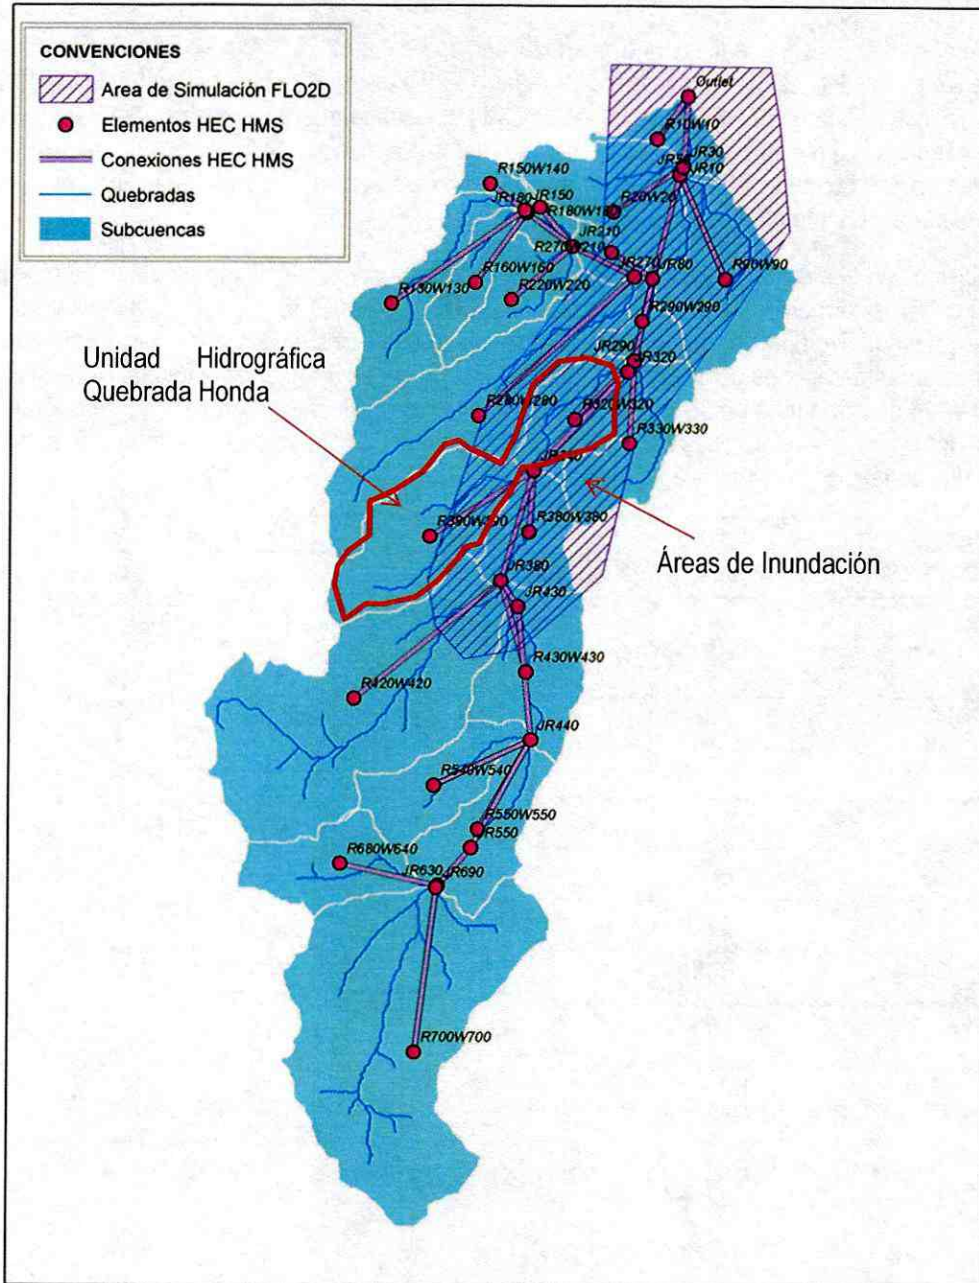 CONVENCIONES
Area de Simulación FLO2D
Elementos HEC HMS
Conexiones HEC HMS
Quebradas
Subcuencas
Outlet
R10W10
JR30
JR10
R150W140
JR180
JR150
R20W20
JR210
R270W210
JR270
JR60
R90W90
R160W160
R220W220
R130W130
R290W290
Unidad Hidrográfica
Quebrada Honda
JR290
JR320
R280W280
R320W320
R330W330
R390W390
R380W380
Áreas de Inundación
JR380
JR430
R430W430
R420W420
JR440
R540W540
R550W550
R550
R680W640
JR630
JR690
R700W700